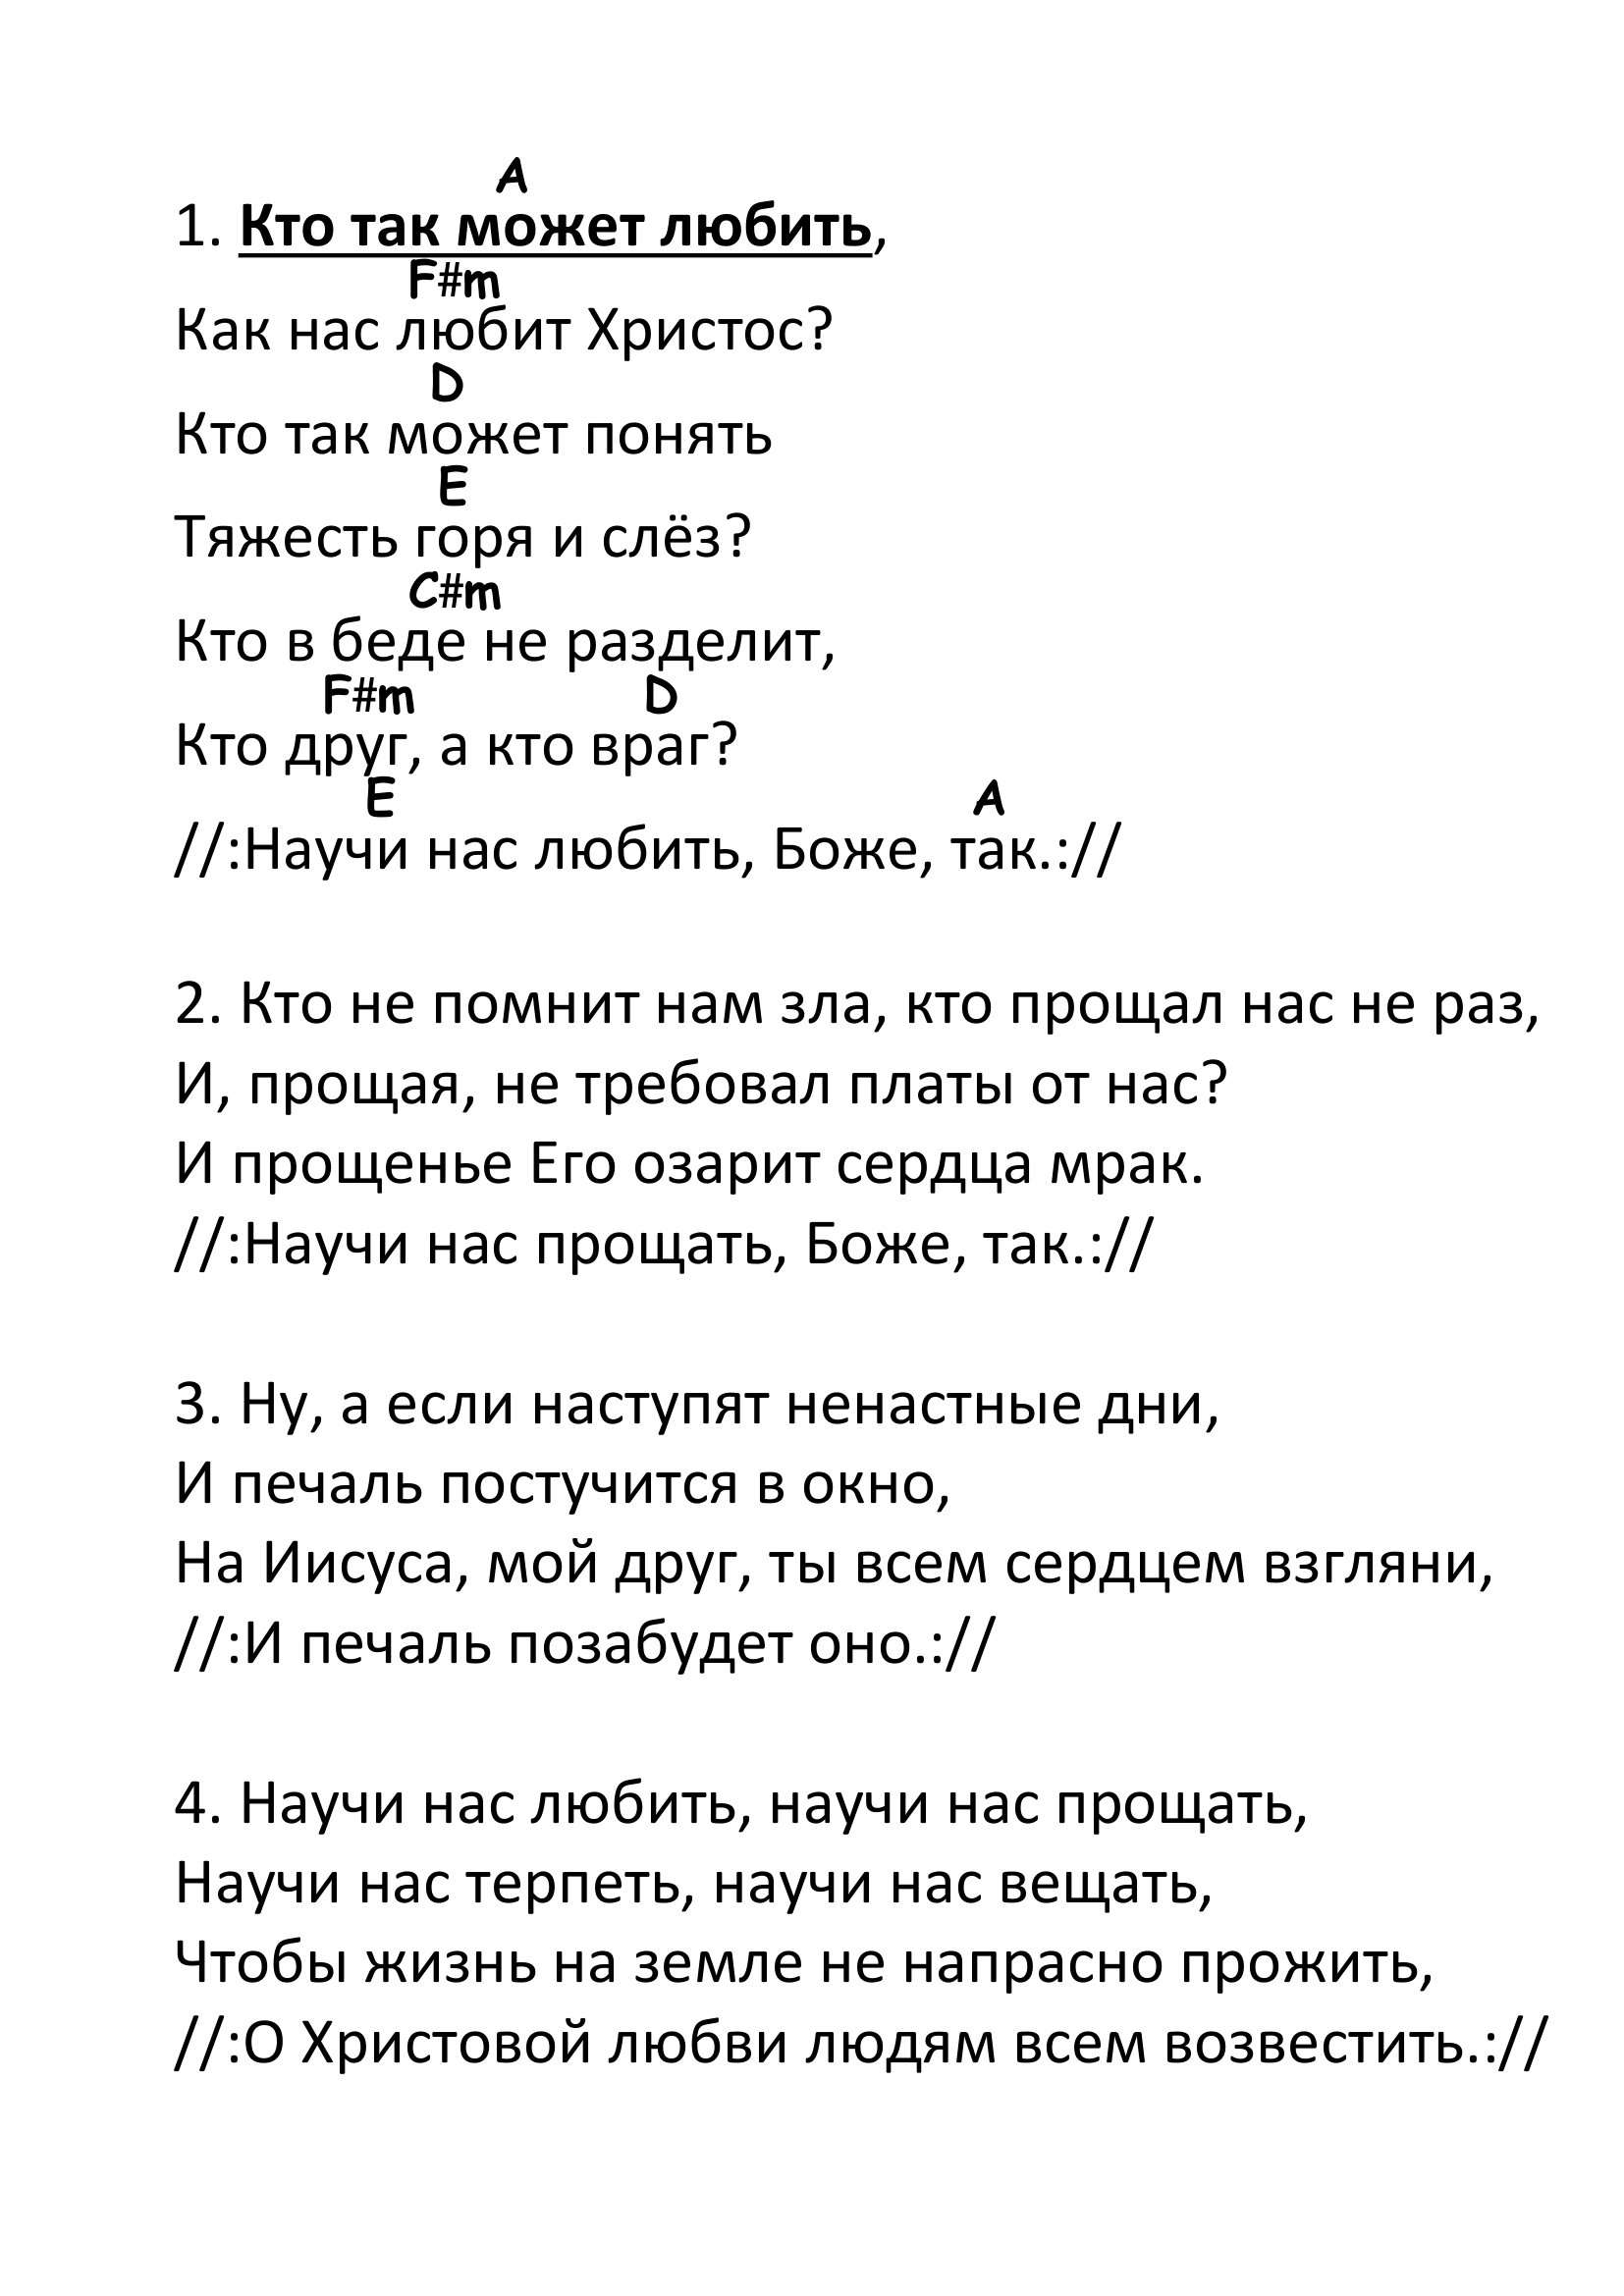 A
1. Кто так может любить,
F#m
Как нас любит Христос?
D
Кто так может понять
E
Тяжесть горя и слёз?
C#m
Кто в беде не разделит,
F#m D
Кто друг, а кто враг?
E A
//:Научи нас любить, Боже, так.://
2. Кто не помнит нам зла, кто прощал нас не раз,
И, прощая, не требовал платы от нас?
И прощенье Его озарит сердца мрак.
//:Научи нас прощать, Боже, так.://
3. Ну, а если наступят ненастные дни,
И печаль постучится в окно,
На Иисуса, мой друг, ты всем сердцем взгляни,
//:И печаль позабудет оно.://
4. Научи нас любить, научи нас прощать,
Научи нас терпеть, научи нас вещать,
Чтобы жизнь на земле не напрасно прожить,
//:О Христовой любви людям всем возвестить.://